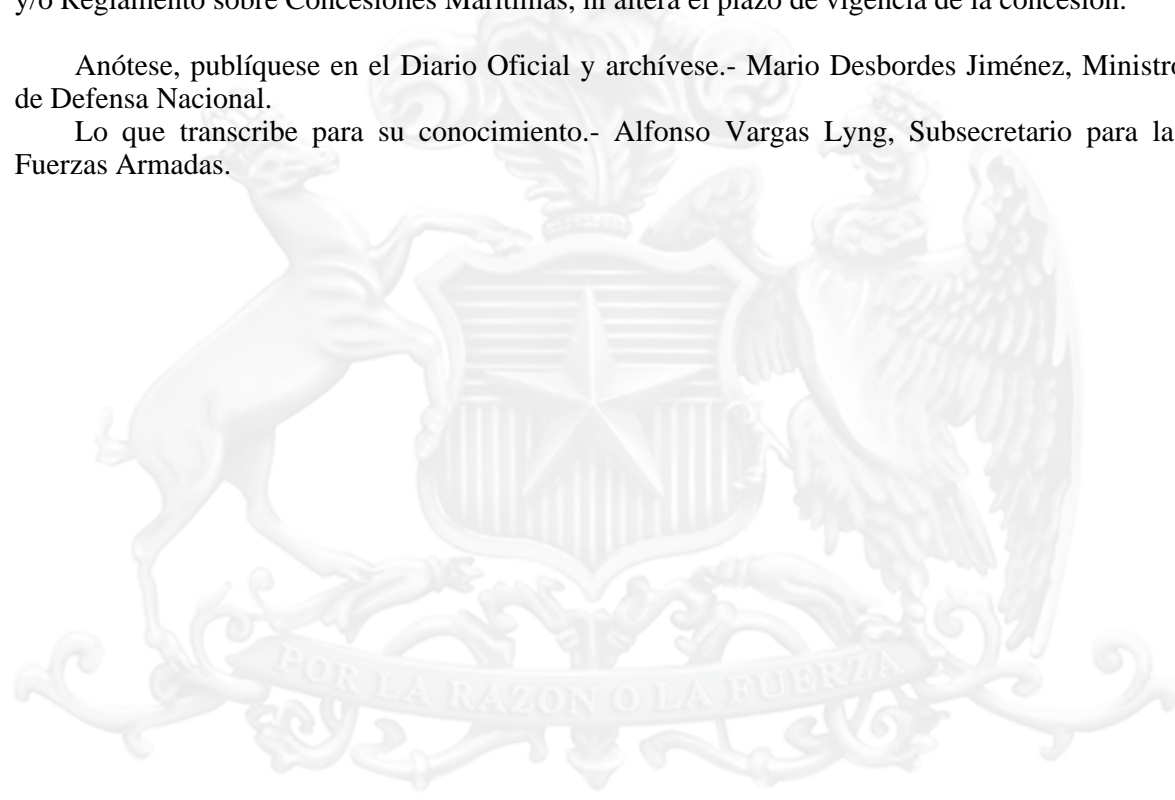 y/o Reglamento sobre Concesiones Marítimas, ni altera el plazo de vigencia de la concesión.
Anótese, publíquese en el Diario Oficial y archívese.- Mario Desbordes Jiménez, Ministro
de Defensa Nacional.
Lo que transcribe para su conocimiento.- Alfonso Vargas Lyng, Subsecretario para la
Fuerzas Armadas.
POR LA RAZON O LA FUERZA